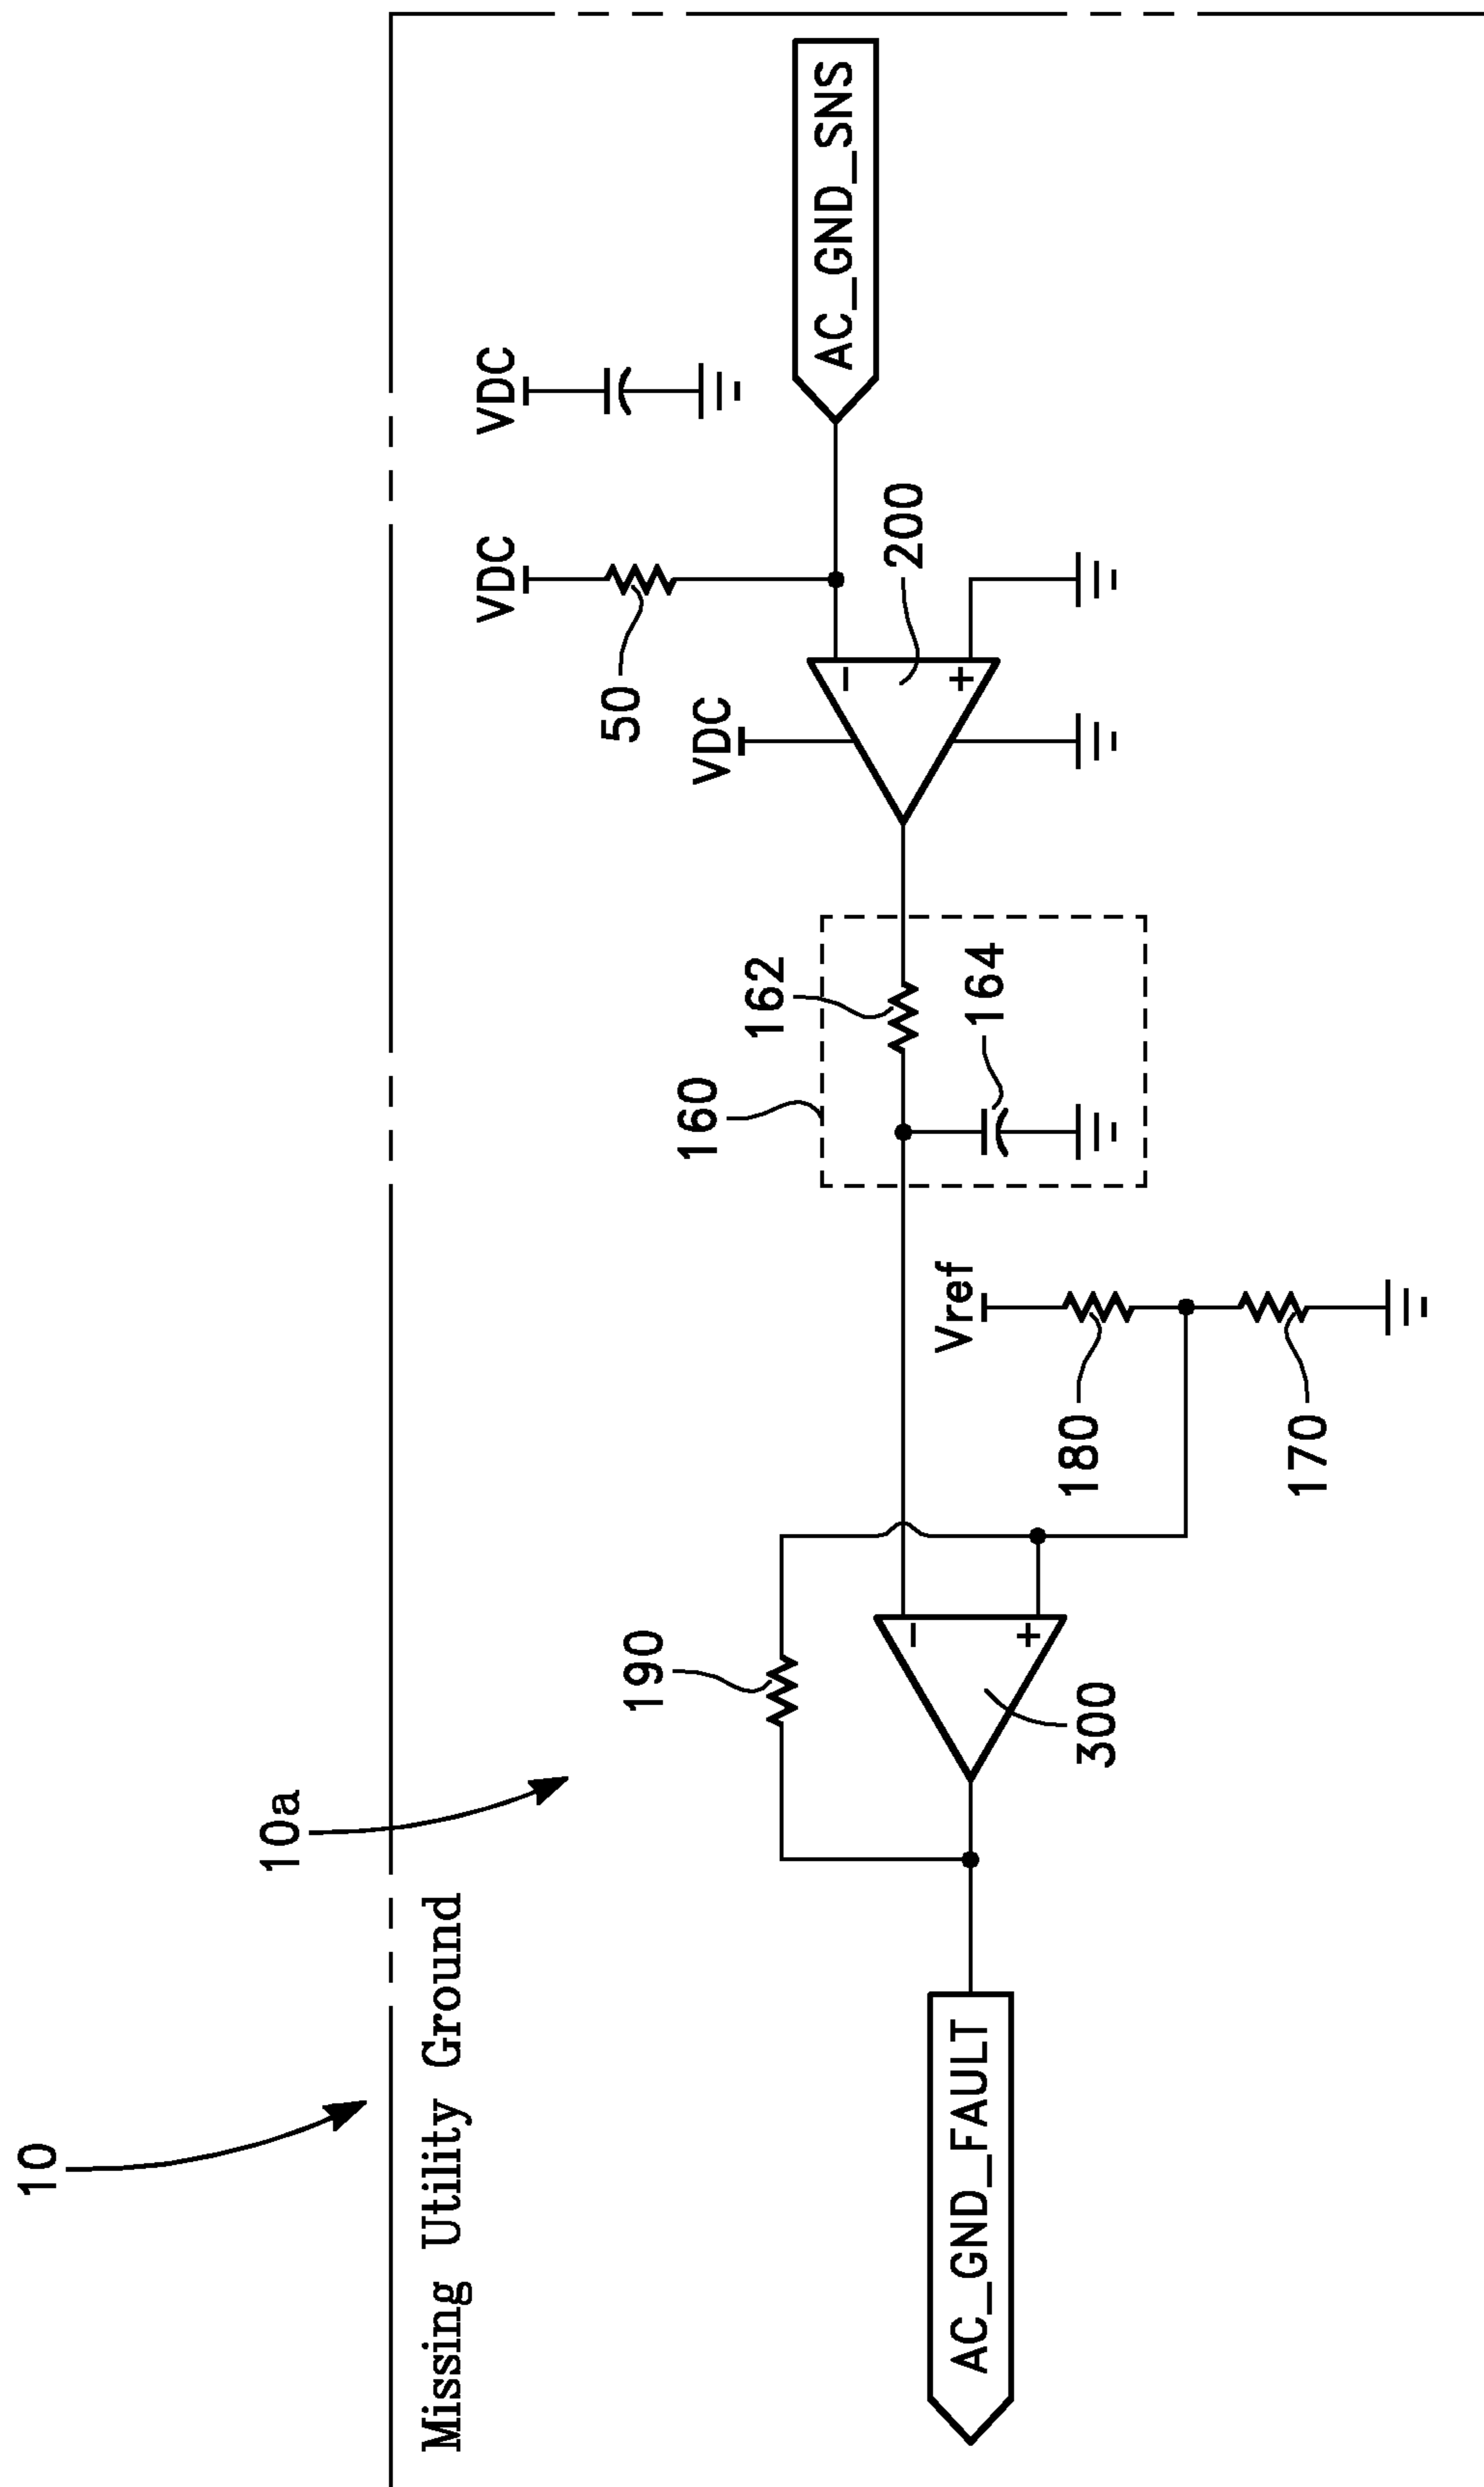 10
10a
Missing Utility Ground
VDC
VDC
50
VDC
AC_GND_SNS
200
-
+
160
162
164
Vref
180
170
190
-
+
300
AC_GND_FAULT